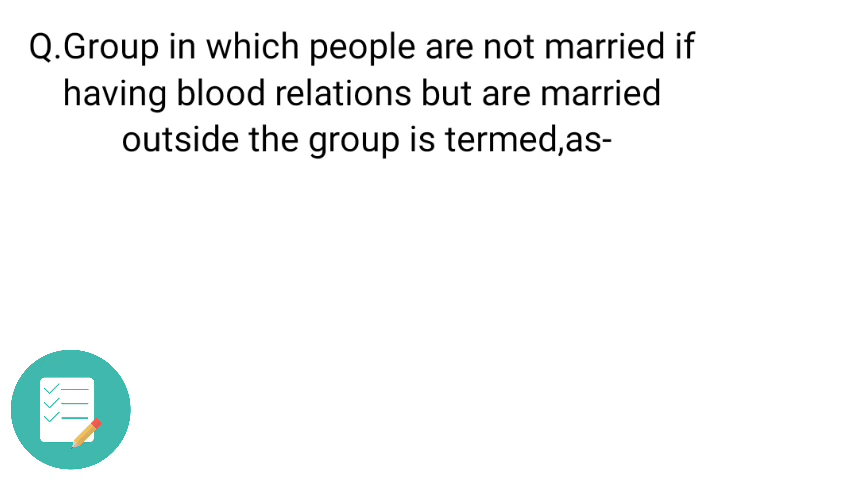 Q.Group in which people are not married if
having blood relations but are married
outside the group is termed,as-